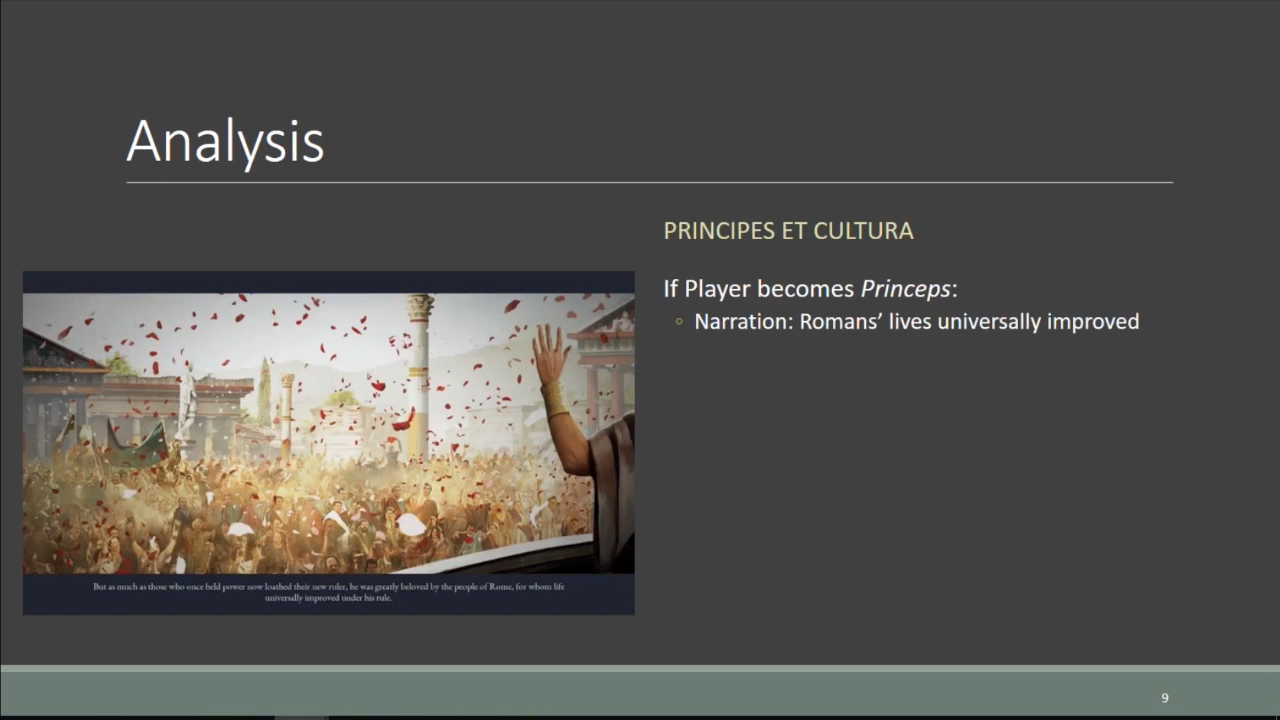 Analysis
PRINCIPES ET CULTURA
If Player becomes Princeps:
◦ Narration: Romans’ lives universally improved
But as much as those who once held power now loathed their new ruler, he was greatly beloved by the people of Rome, for whom life
universally improved under his rule.
9